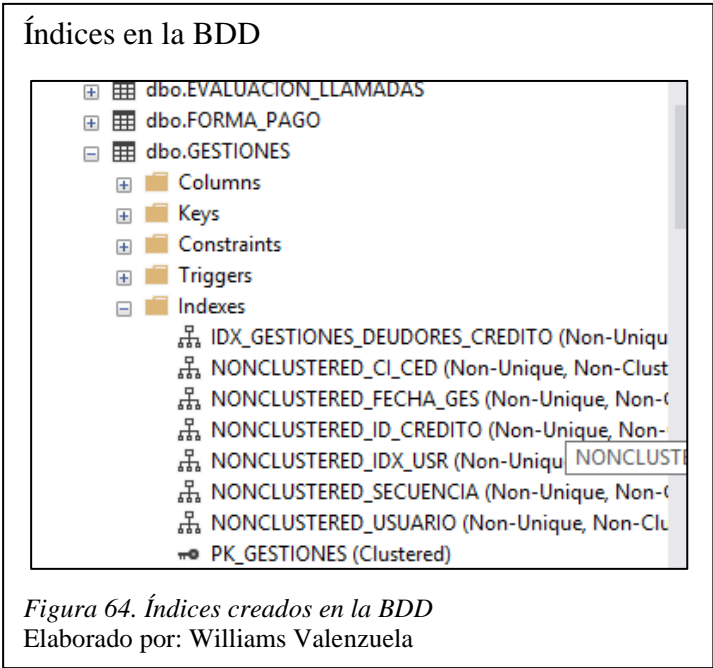 Índices en la BDD
dbo.EVALUACION_LLAMADAS
dbo.FORMA_PAGO
dbo.GESTIONES
Columns
Keys
Constraints
Triggers
Indexes
IDX_GESTIONES_DEUDORES_CREDITO (Non-Uniqu
NONCLUSTERED_CI_CED (Non-Unique, Non-Clust
NONCLUSTERED_FECHA_GES (Non-Unique, Non-
NONCLUSTERED_ID_CREDITO (Non-Unique, Non-
NONCLUSTERED_IDX_USR (Non-Uniqu NONCLUSTE
NONCLUSTERED_SECUENCIA (Non-Unique, Non-
NONCLUSTERED_USUARIO (Non-Unique, Non-Clu
PK_GESTIONES (Clustered)
Figura 64. Índices creados en la BDD
Elaborado por: Williams Valenzuela